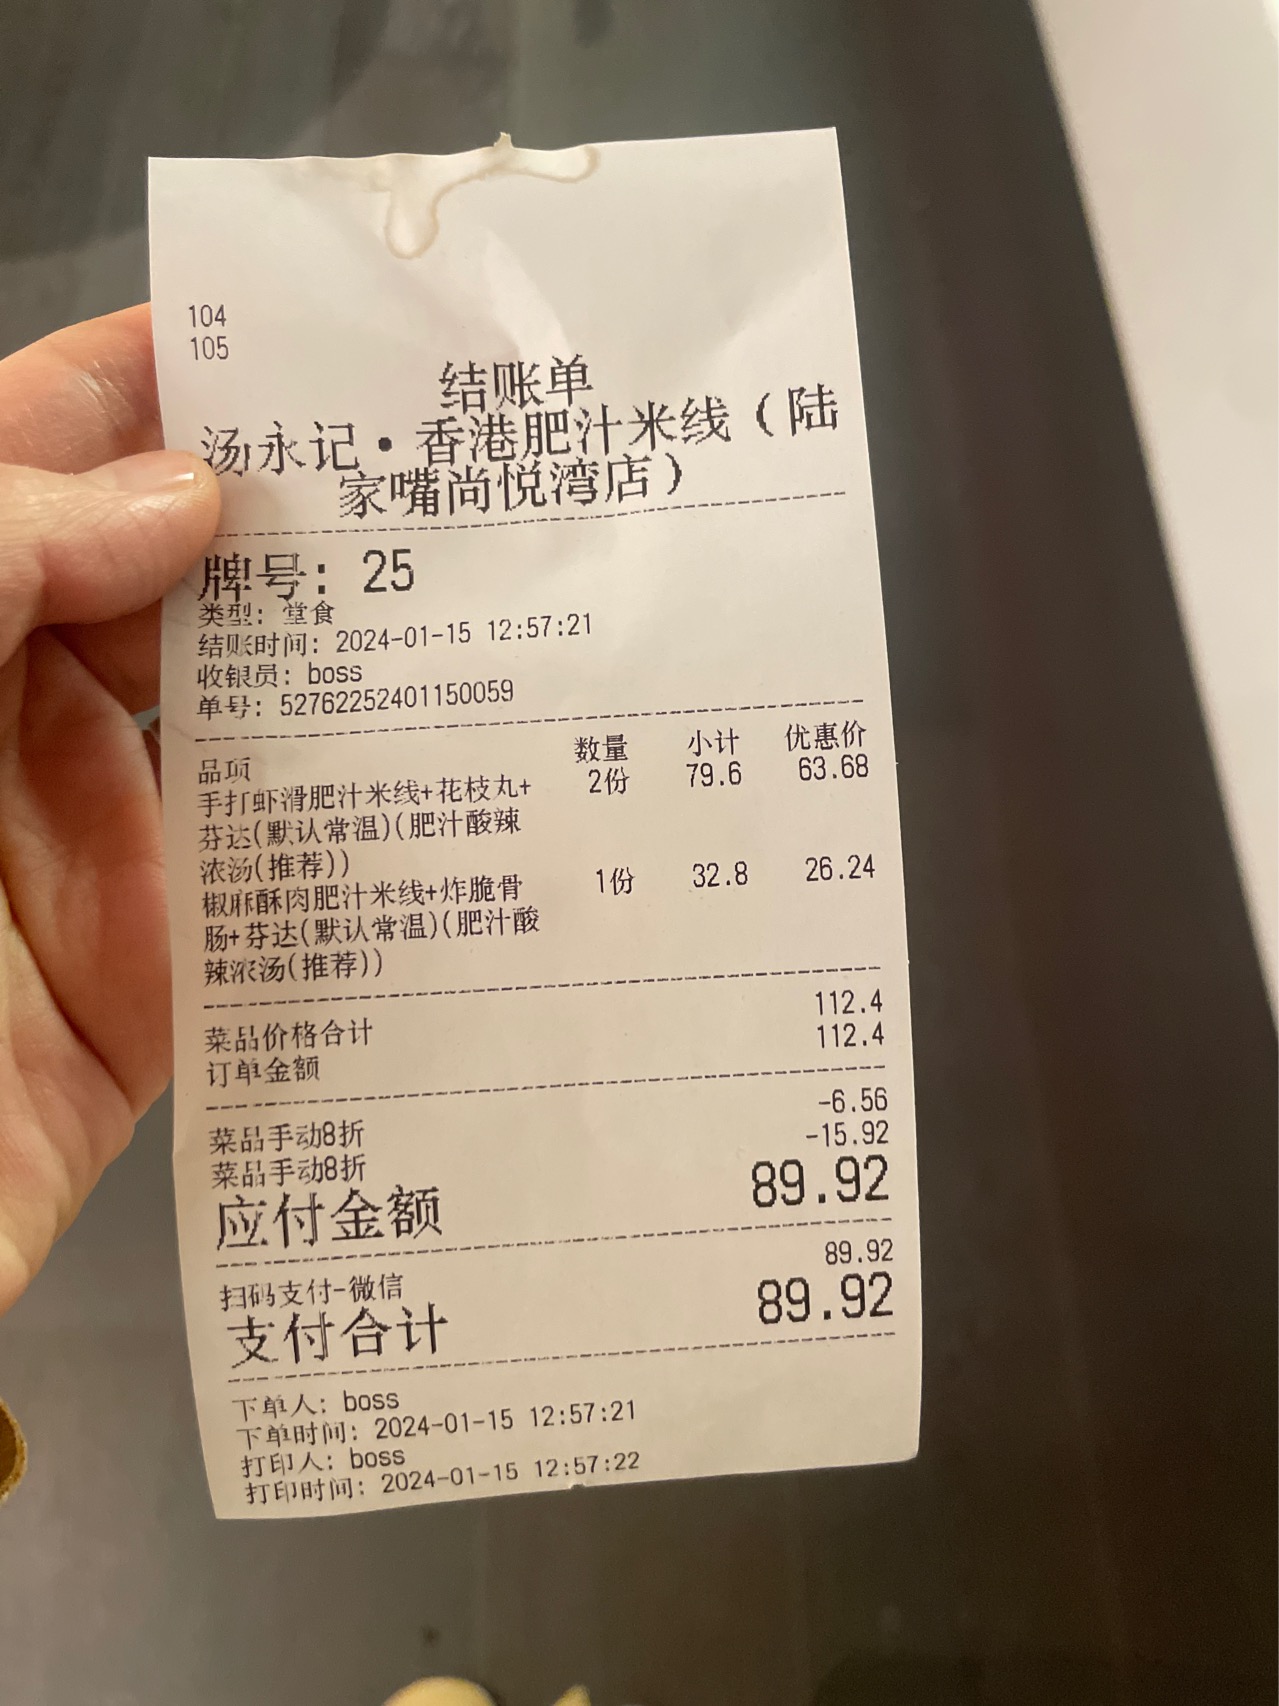 104
105
结账单
汤永记·香港肥汁米线（陆
家嘴尚悦湾店）
牌号: 25
类型: 堂食
结账时间: 2024-01-15 12:57:21
收银员: boss
单号: 52762252401150059
品项 数量 小计 优惠价
手打虾滑肥汁米线+花枝丸+ 2份 79.6 63.68
芬达(默认常温)(肥汁酸辣
浓汤(推荐))
椒麻酥肉肥汁米线+炸脆骨 1份 32.8 26.24
肠+芬达(默认常温)(肥汁酸
辣浓汤(推荐))
菜品价格合计 112.4
订单金额 112.4
菜品手动8折 -6.56
菜品手动8折 -15.92
应付金额 89.92
扫码支付-微信 89.92
支付合计 89.92
下单人: boss
下单时间: 2024-01-15 12:57:21
打印人: boss
打印时间: 2024-01-15 12:57:22